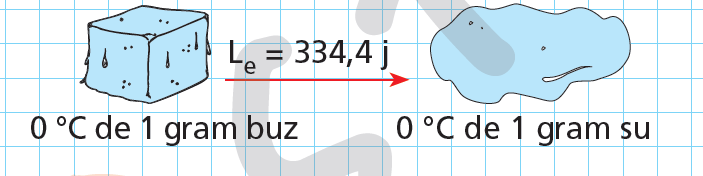 Lₑ = 334,4 j
0 °C de 1 gram buz 0 °C de 1 gram su